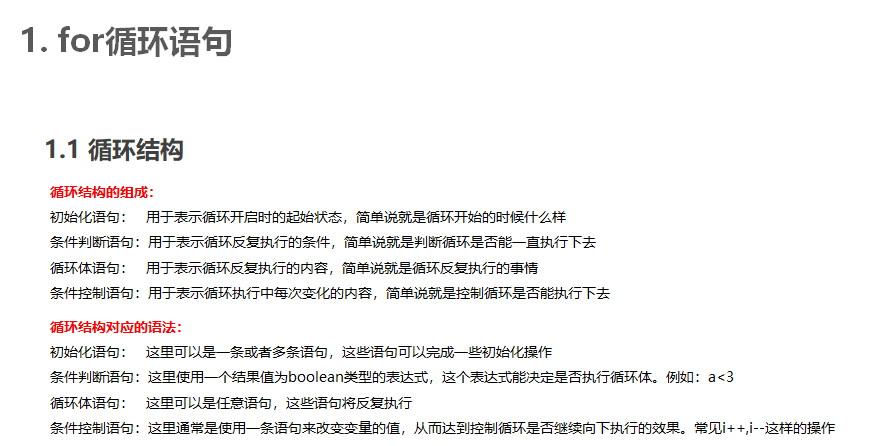 1. for循环语句
1.1 循环结构
循环结构的组成：
初始化语句： 用于表示循环开启时的起始状态，简单说就是循环开始的时候什么样
条件判断语句：用于表示循环反复执行的条件，简单说就是判断循环是否能一直执行下去
循环体语句： 用于表示循环反复执行的内容，简单说就是循环反复执行的事情
条件控制语句：用于表示循环执行中每次变化的内容，简单说就是控制循环是否能执行下去
循环结构对应的语法：
初始化语句： 这里可以是一条或者多条语句，这些语句可以完成一些初始化操作
条件判断语句：这里使用一个结果值为boolean类型的表达式，这个表达式能决定是否执行循环体。例如：a<3
循环体语句： 这里可以是任意语句，这些语句将反复执行
条件控制语句：这里通常是使用一条语句来改变变量的值，从而达到控制循环是否继续向下执行的效果。常见i++,i--这样的操作